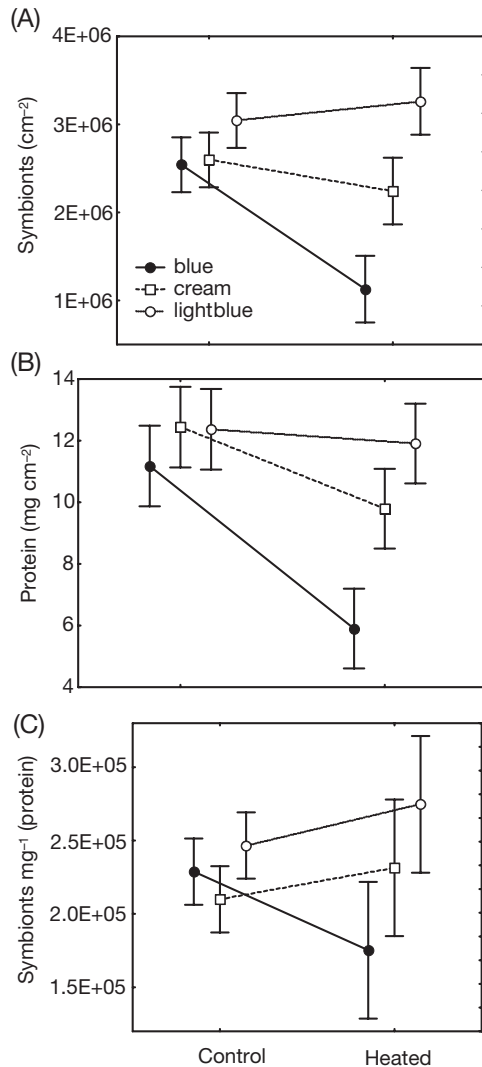 (A)
4E+06
3E+06
2E+06
1E+06
Symbionts (cm⁻²)
blue
cream
lightblue
(B)
14
12
10
8
6
4
Protein (mg cm⁻²)
(C)
3.0E+05
2.5E+05
2.0E+05
1.5E+05
Symbionts mg⁻¹ (protein)
Control Heated